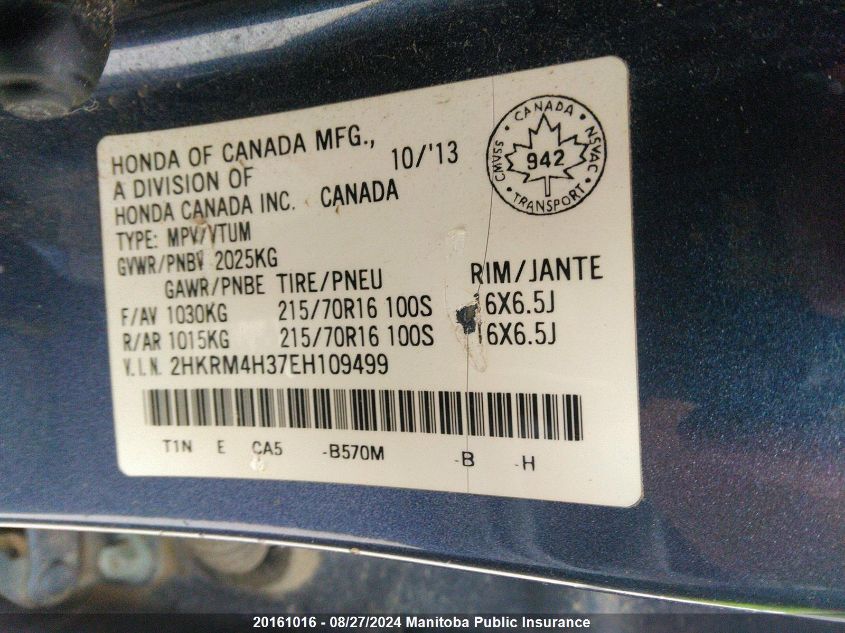 HONDA OF CANADA MFG., 10/'13
A DIVISION OF
HONDA CANADA INC. CANADA
TYPE: MPV/VTUM
GVWR/PNBV 2025KG
GAWR/PNBE TIRE/PNEU RIM/JANTE
F/AV 1030KG 215/70R16 100S 16X6.5J
R/AR 1015KG 215/70R16 100S 16X6.5J
V.I.N. 2HKRM4H37EH109499
T1N E CA5 -B570M -B -H
CANADA
NSVAC
TRANSPORT
CMVSS
942
20161016 - 08/27/2024 Manitoba Public Insurance